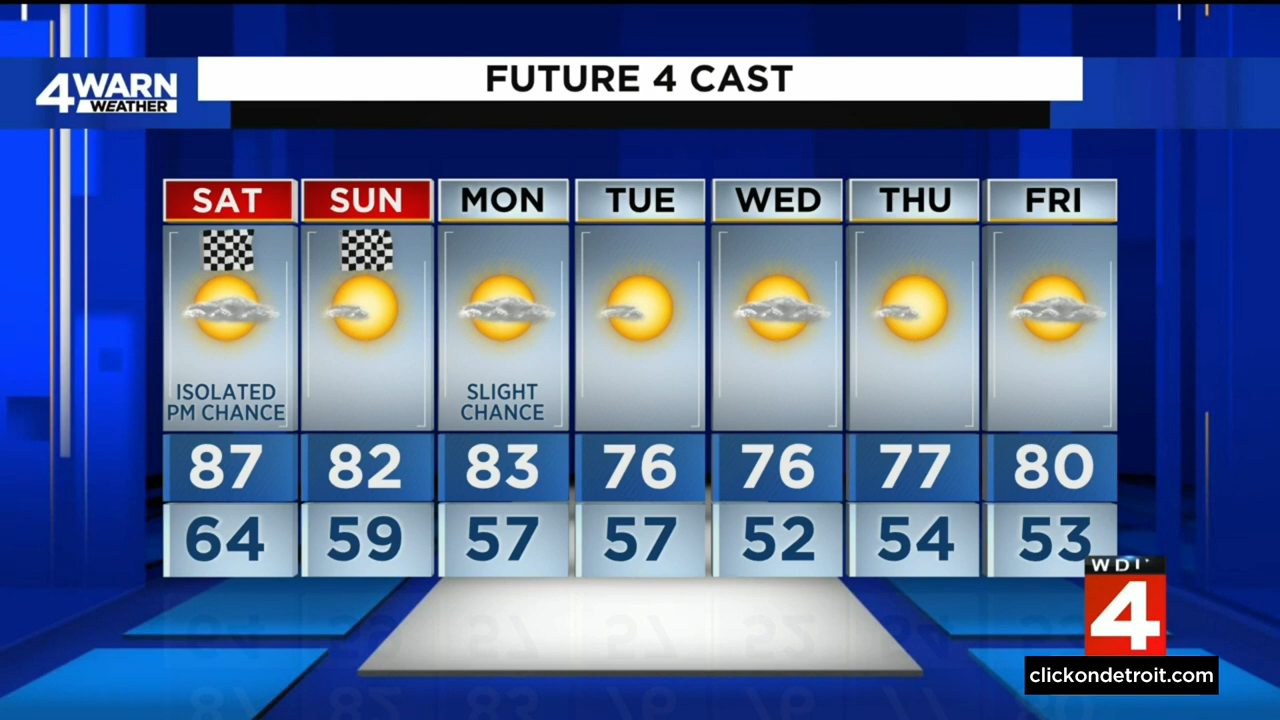 4WARN
WEATHER
FUTURE 4 CAST
SAT SUN MON TUE WED THU FRI
ISOLATED
PM CHANCE
SLIGHT
CHANCE
87 82 83 76 76 77 80
64 59 57 57 52 54 53
4
clickondetroit.com